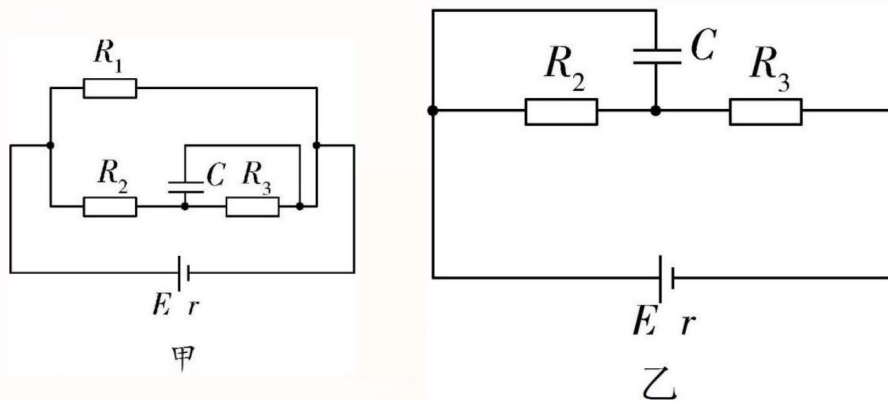 R₁
R₂ C R₃
E r
甲
C
R₂ R₃
E r
乙